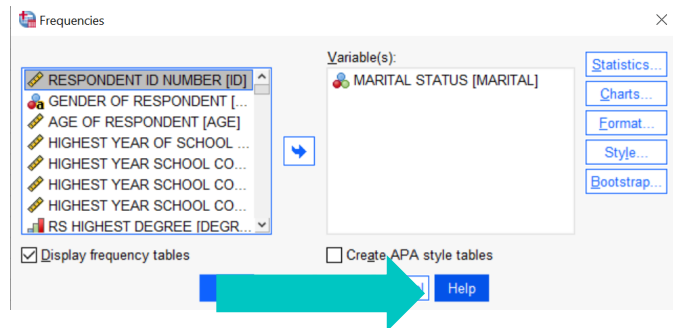 Frequencies
Variable(s):
RESPONDENT ID NUMBER [ID]
GENDER OF RESPONDENT [...
AGE OF RESPONDENT [AGE]
HIGHEST YEAR OF SCHOOL ...
HIGHEST YEAR SCHOOL CO...
HIGHEST YEAR SCHOOL CO...
HIGHEST YEAR SCHOOL CO...
RS HIGHEST DEGREE [DEGR...
MARITAL STATUS [MARITAL]
Statistics...
Charts...
Format...
Style...
Bootstrap...
Display frequency tables
Create APA style tables
Help